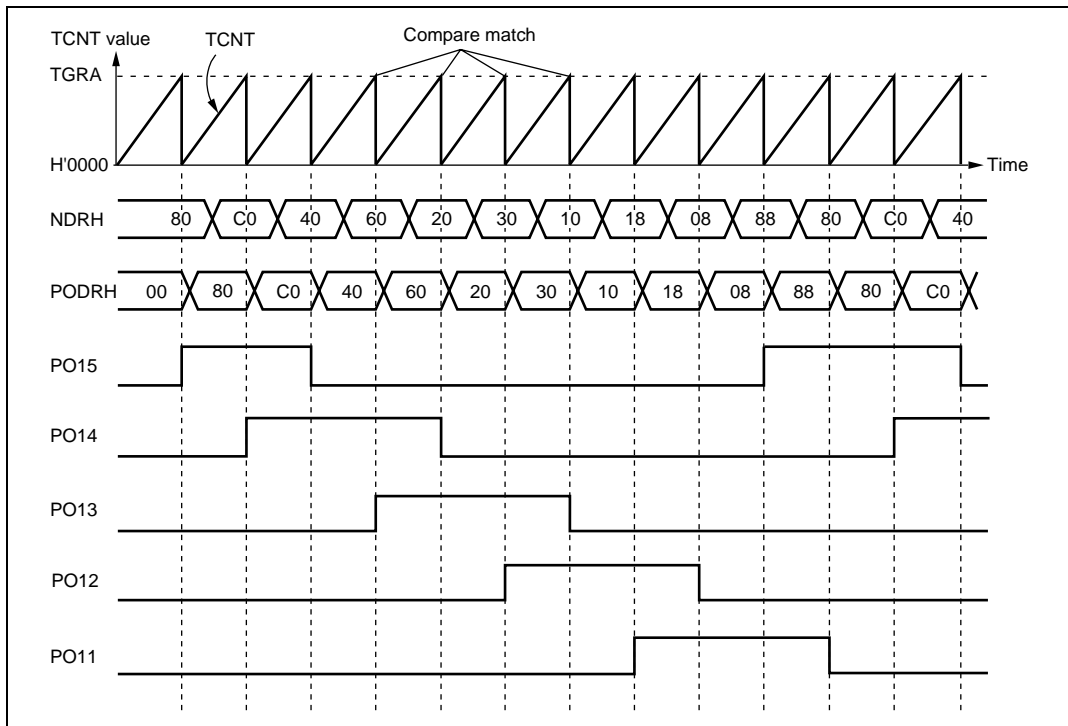 TCNT value
TCNT
Compare match
TGRA
H'0000
Time
NDRH
80 C0 40 60 20 30 10 18 08 88 80 C0 40
PODRH
00 80 C0 40 60 20 30 10 18 08 88 80 C0
PO15
PO14
PO13
PO12
PO11